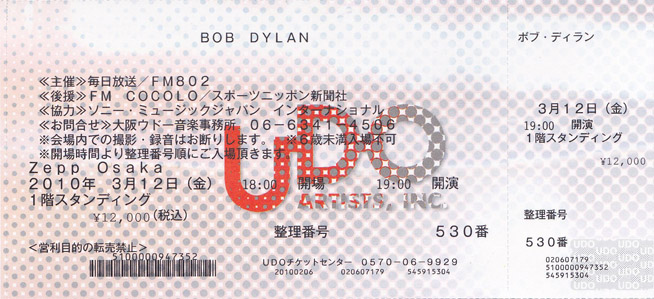 BOB DYLAN
≪主催≫毎日放送／FM802
≪後援≫FM COCOLO／スポーツニッポン新聞社
≪協力≫ソニー・ミュージックジャパン インターナショナル
≪お問合せ≫大阪ウドー音楽事務所 06-6341-4506
※会場内での撮影・録音はお断りします。 ※6歳未満入場不可
※開場時間より整理番号順にご入場頂きます。
Zepp Osaka
2010年 3月12日（金） 18:00 開場 19:00 開演
1階スタンディング
¥12,000(税込)
整理番号 530番
＜営利目的の転売禁止＞
5100000947352
UDOチケットセンター 0570-06-9929
20100206 020607179 545915304
UDO
ARTISTS, INC.
ボブ・ディラン
3月12日（金）
19:00 開演
1階スタンディング
¥12,000
整理番号
530番
020607179
5100000947352
545915304
UDO UDO UDO